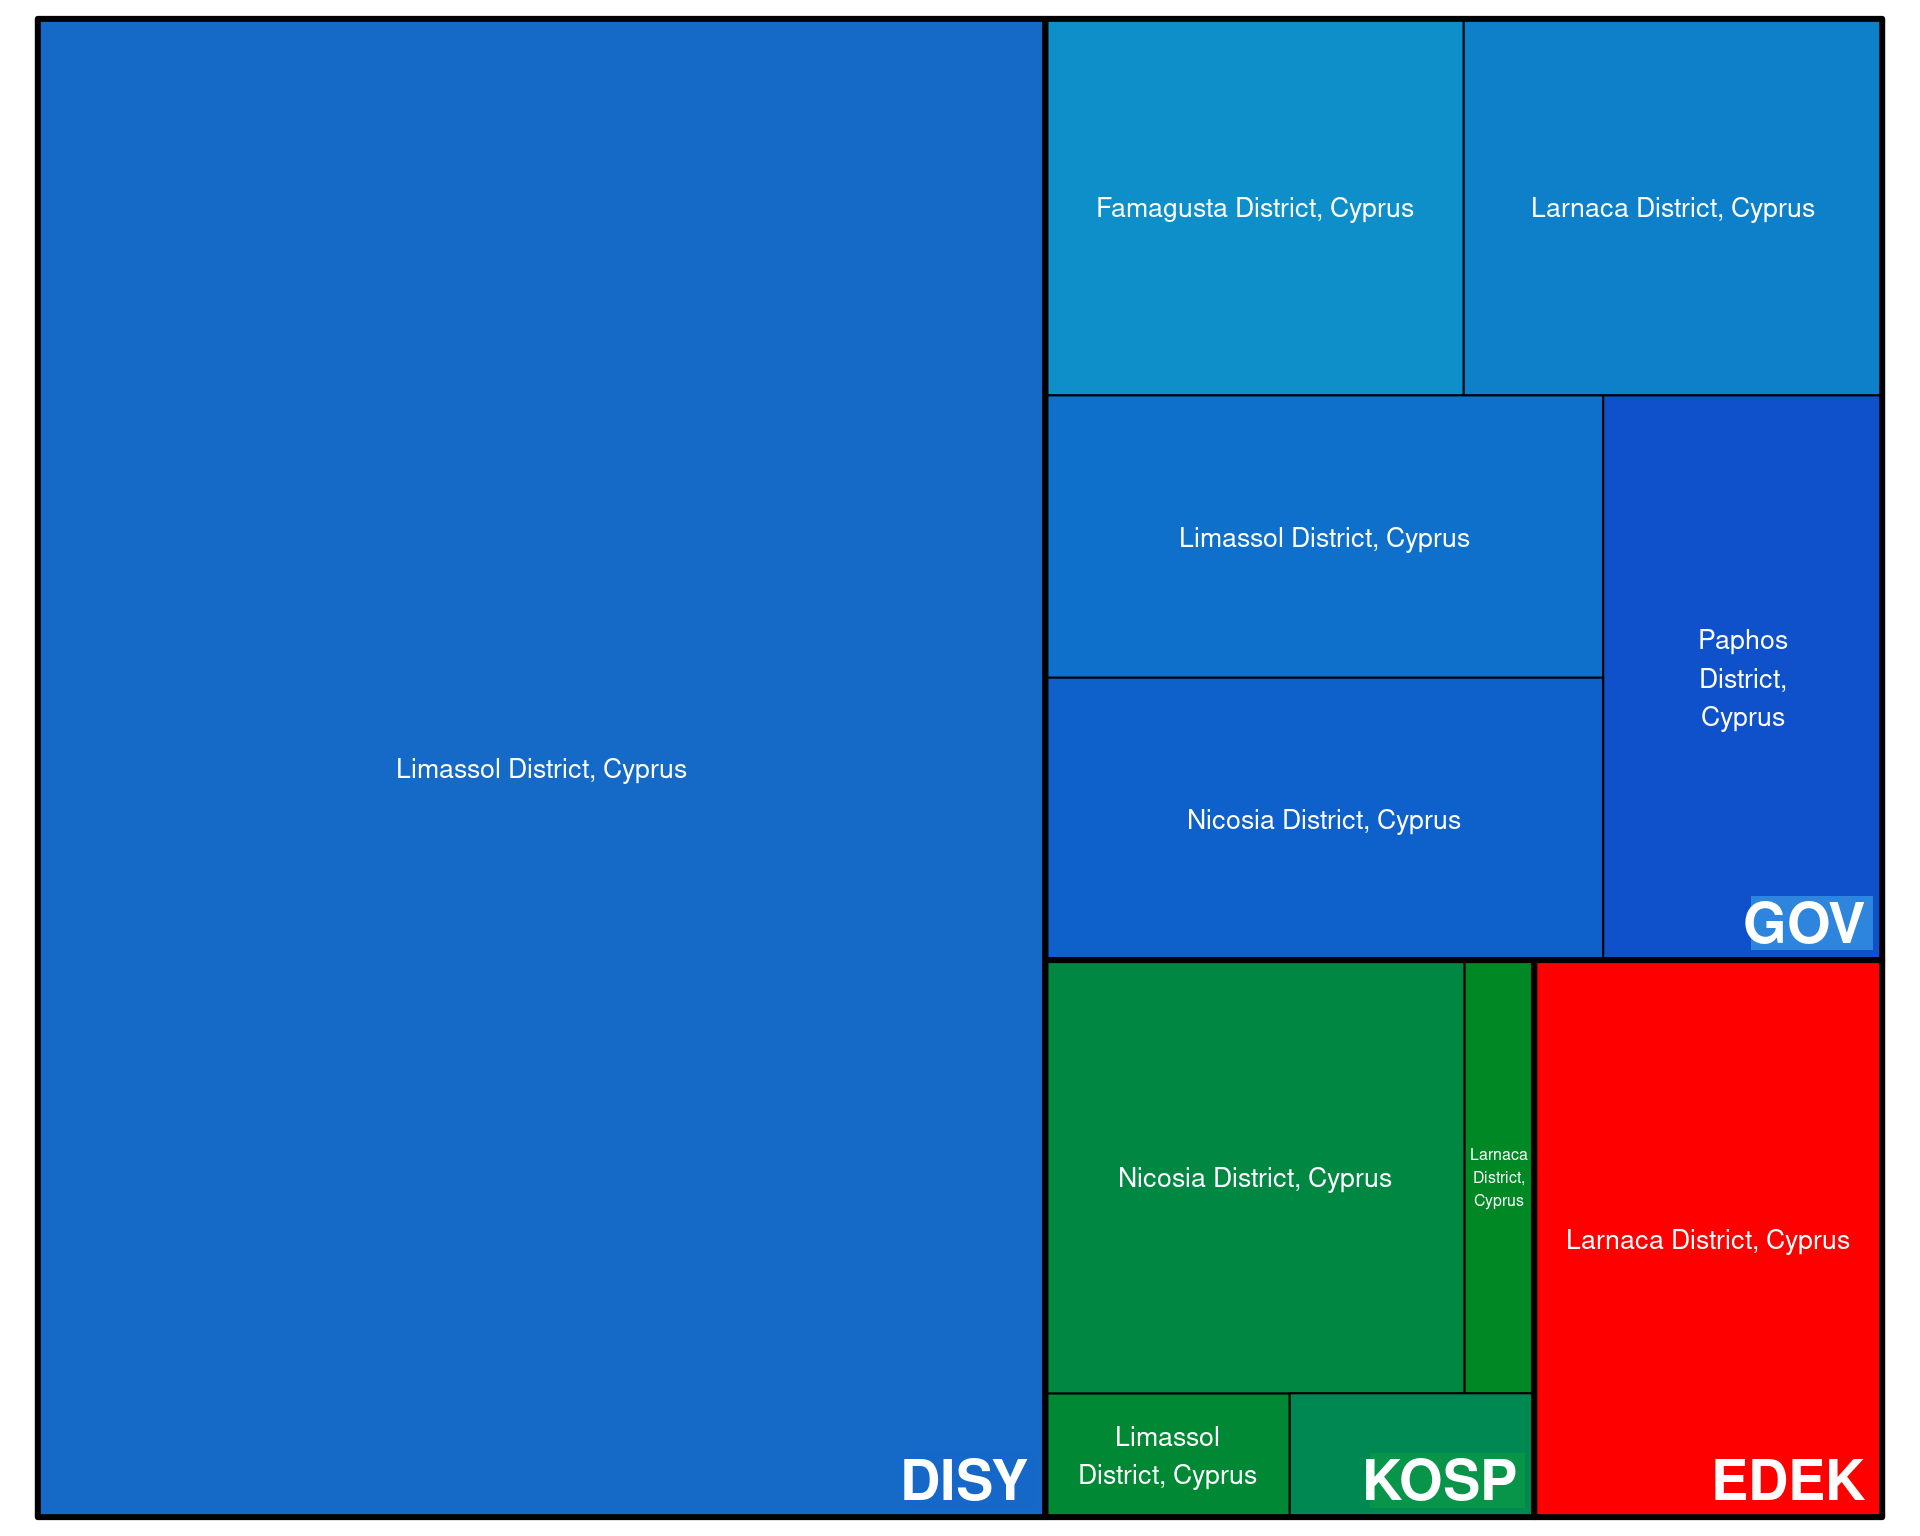 Limassol District, Cyprus
DISY
Famagusta District, Cyprus
Larnaca District, Cyprus
Limassol District, Cyprus
Nicosia District, Cyprus
Paphos
District,
Cyprus
GOV
Nicosia District, Cyprus
Larnaca
District,
Cyprus
Limassol
District, Cyprus
KOSP
Larnaca District, Cyprus
EDEK